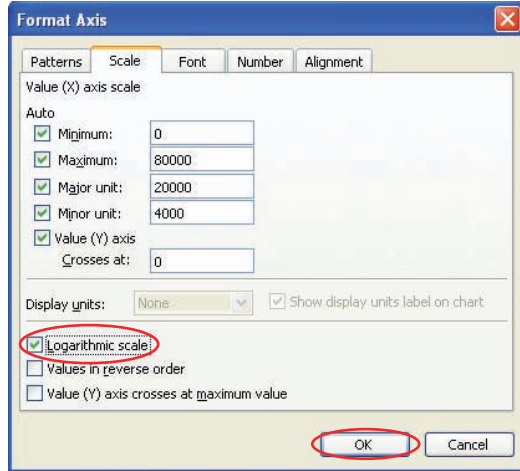 Format Axis
Patterns Scale Font Number Alignment
Value (X) axis scale
Auto
Minimum: 0
Maximum: 80000
Major unit: 20000
Minor unit: 4000
Value (Y) axis
Crosses at: 0
Display units: None Show display units label on chart
Logarithmic scale
Values in reverse order
Value (Y) axis crosses at maximum value
OK Cancel